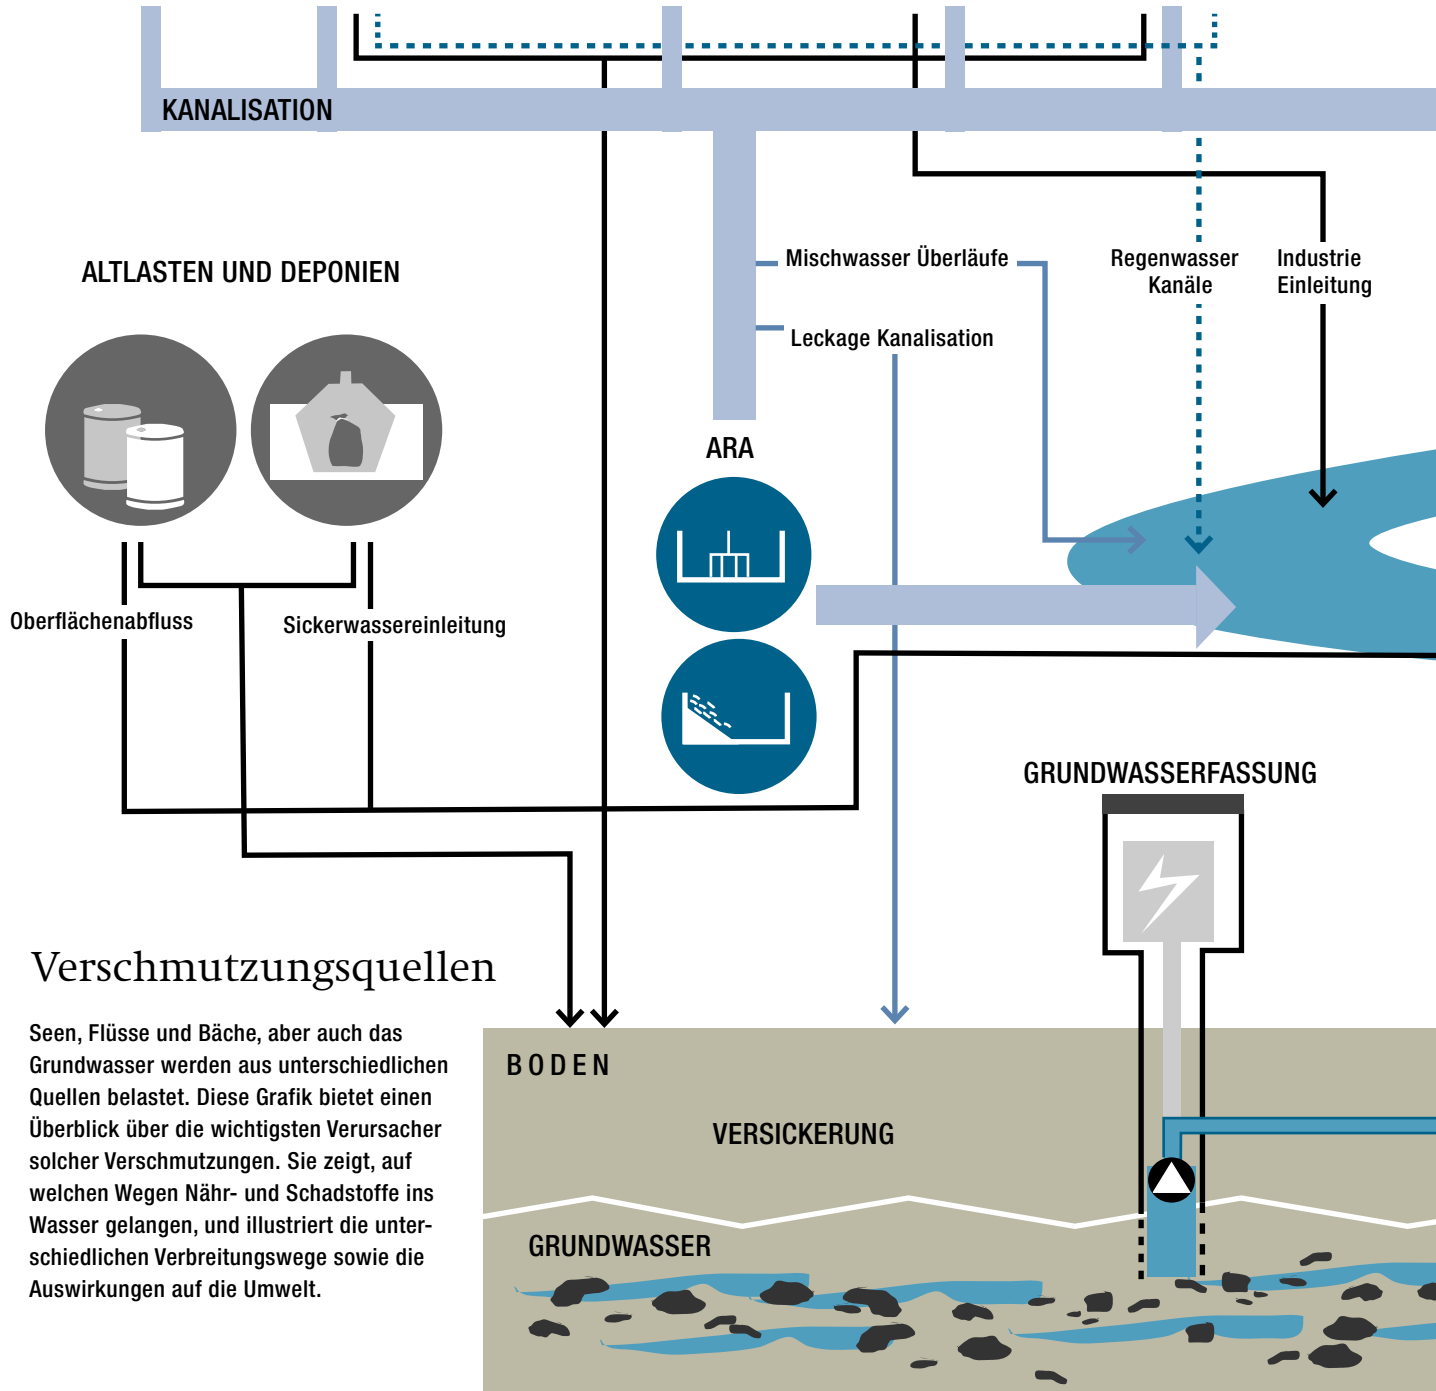 KANALISATION
ALTLASTEN UND DEPONIEN
Mischwasser Überläufe
Regenwasser
Kanäle
Industrie
Einleitung
Leckage Kanalisation
ARA
Oberflächenabfluss
Sickerwassereinleitung
GRUNDWASSERFASSUNG
Verschmutzungsquellen
Seen, Flüsse und Bäche, aber auch das
Grundwasser werden aus unterschiedlichen
Quellen belastet. Diese Grafik bietet einen
Überblick über die wichtigsten Verursacher
solcher Verschmutzungen. Sie zeigt, auf
welchen Wegen Nähr- und Schadstoffe ins
Wasser gelangen, und illustriert die unter-
schiedlichen Verbreitungswege sowie die
Auswirkungen auf die Umwelt.
BODEN
VERSICKERUNG
GRUNDWASSER